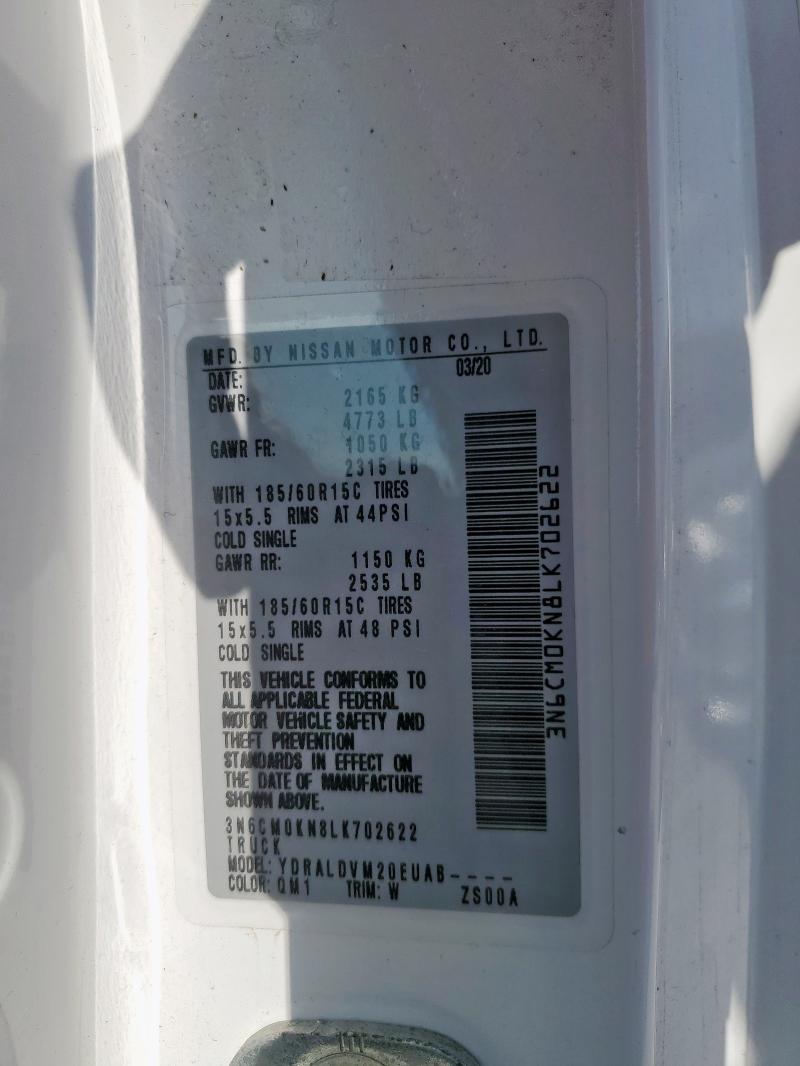 MFD. BY NISSAN MOTOR CO., LTD.
DATE: 03/20
GVWR: 2165 KG
4773 LB
GAWR FR: 1050 KG
2315 LB
WITH 185/60R15C TIRES
15x5.5 RIMS AT 44PSI
COLD SINGLE
GAWR RR: 1150 KG
2535 LB
WITH 185/60R15C TIRES
15x5.5 RIMS AT 48 PSI
COLD SINGLE
THIS VEHICLE CONFORMS TO
ALL APPLICABLE FEDERAL
MOTOR VEHICLE SAFETY AND
THEFT PREVENTION
STANDARDS IN EFFECT ON
THE DATE OF MANUFACTURE
SHOWN ABOVE.
3N6CM0KN8LK702622
TRUCK
MODEL: YDRALDVM20EUAB----
COLOR: QM1 TRIM: W ZS00A
3N6CM0KN8LK702622